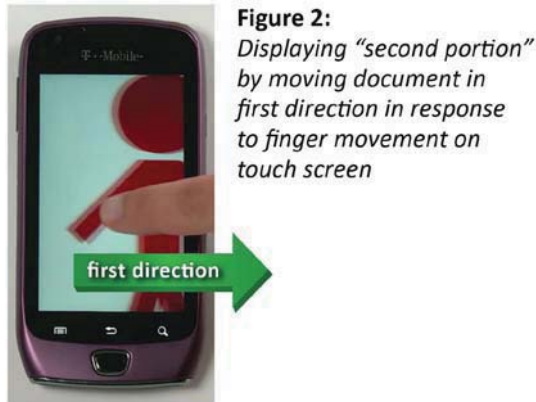 T··Mobile·
first direction
Figure 2:
Displaying “second portion”
by moving document in
first direction in response
to finger movement on
touch screen